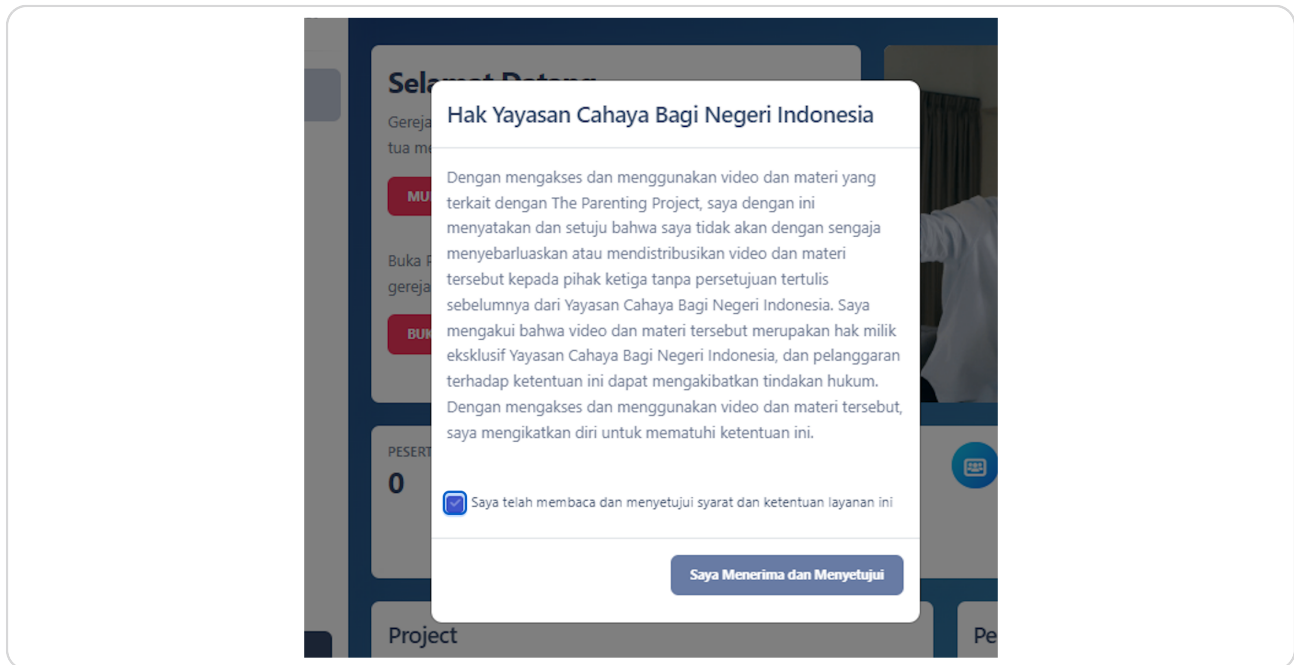 Gereja
tua
MU
Buka
gereja
BUK
Hak Yayasan Cahaya Bagi Negeri Indonesia
Dengan mengakses dan menggunakan video dan materi yang
terkait dengan The Parenting Project, saya dengan ini
menyatakan dan setuju bahwa saya tidak akan dengan sengaja
menyebarluaskan atau mendistribusikan video dan materi
tersebut kepada pihak ketiga tanpa persetujuan tertulis
sebelumnya dari Yayasan Cahaya Bagi Negeri Indonesia. Saya
mengakui bahwa video dan materi tersebut merupakan hak milik
eksklusif Yayasan Cahaya Bagi Negeri Indonesia, dan pelanggaran
terhadap ketentuan ini dapat mengakibatkan tindakan hukum.
Dengan mengakses dan menggunakan video dan materi tersebut,
saya mengikatkan diri untuk mematuhi ketentuan ini.
Saya telah membaca dan menyetujui syarat dan ketentuan layanan ini
Saya Menerima dan Menyetujui
PESERT
0
Project
Pe